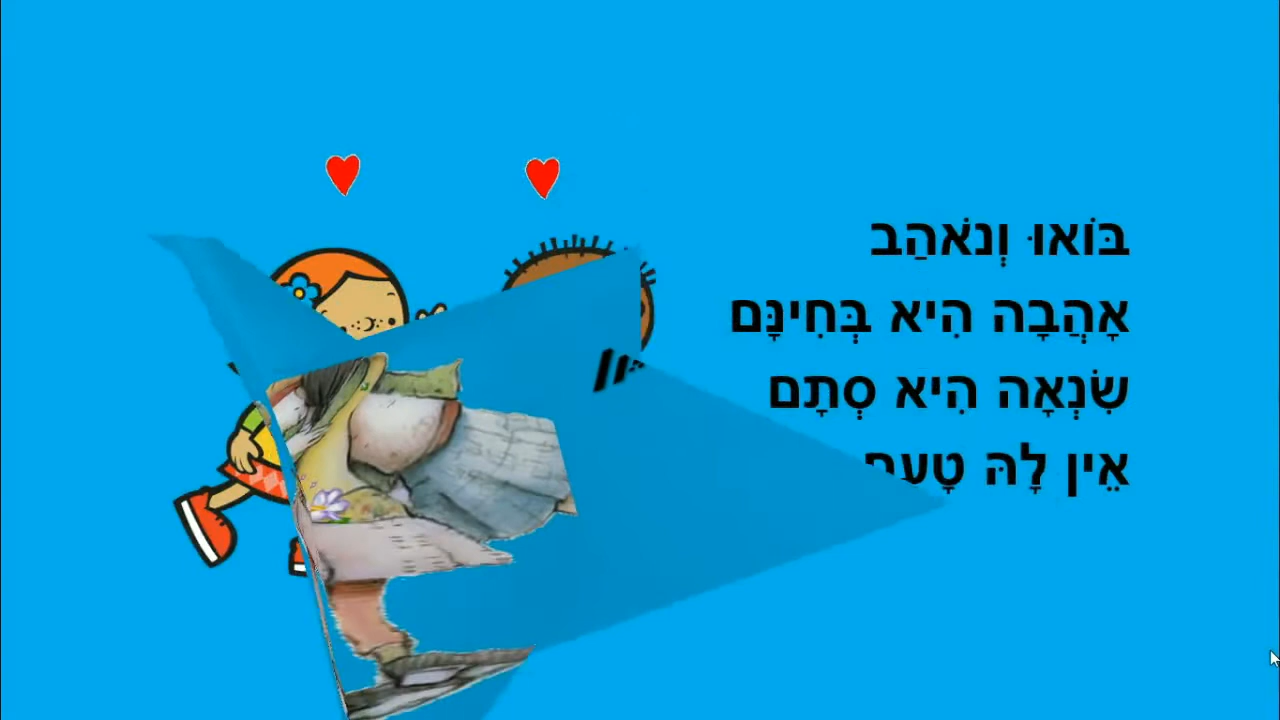 בּוֹאוּ וְנֹאהַב
אָהֲבָה הִיא בְּחִינָּם
שִׂנְאָה הִיא סְתָם
אֵין לָהּ